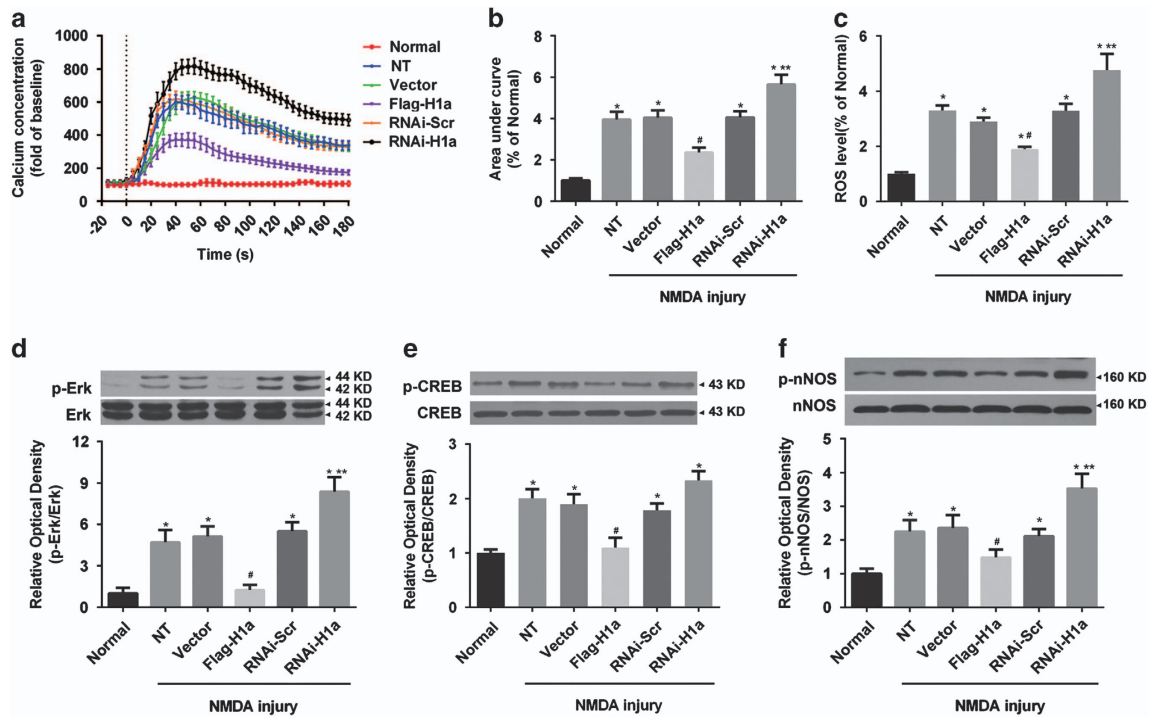 a
Calcium concentration
(fold of baseline)
1000
800
600
400
200
0
-20
0
20
40
60
80
100
120
140
160
180
Time (s)
Normal
NT
Vector
Flag-H1a
RNAi-Scr
RNAi-H1a
b
Area under curve
(% of Normal)
8
6
4
2
0
*
*
#
*
* **
Normal
NT
Vector
Flag-H1a
RNAi-Scr
RNAi-H1a
NMDA injury
c
ROS level(% of Normal)
6
4
2
0
*
*
* #
*
* **
Normal
NT
Vector
Flag-H1a
RNAi-Scr
RNAi-H1a
NMDA injury
d
p-Erk
44 KD
42 KD
Erk
44 KD
42 KD
Relative Optical Density
(p-Erk/Erk)
12
9
6
3
0
*
*
#
*
* **
Normal
NT
Vector
Flag-H1a
RNAi-Scr
RNAi-H1a
NMDA injury
e
p-CREB
43 KD
CREB
43 KD
Relative Optical Density
(p-CREB/CREB)
3
2
1
0
*
*
#
*
*
Normal
NT
Vector
Flag-H1a
RNAi-Scr
RNAi-H1a
NMDA injury
f
p-nNOS
160 KD
nNOS
160 KD
Relative Optical Density
(p-nNOS/NOS)
5
4
3
2
1
0
*
*
#
*
* **
Normal
NT
Vector
Flag-H1a
RNAi-Scr
RNAi-H1a
NMDA injury